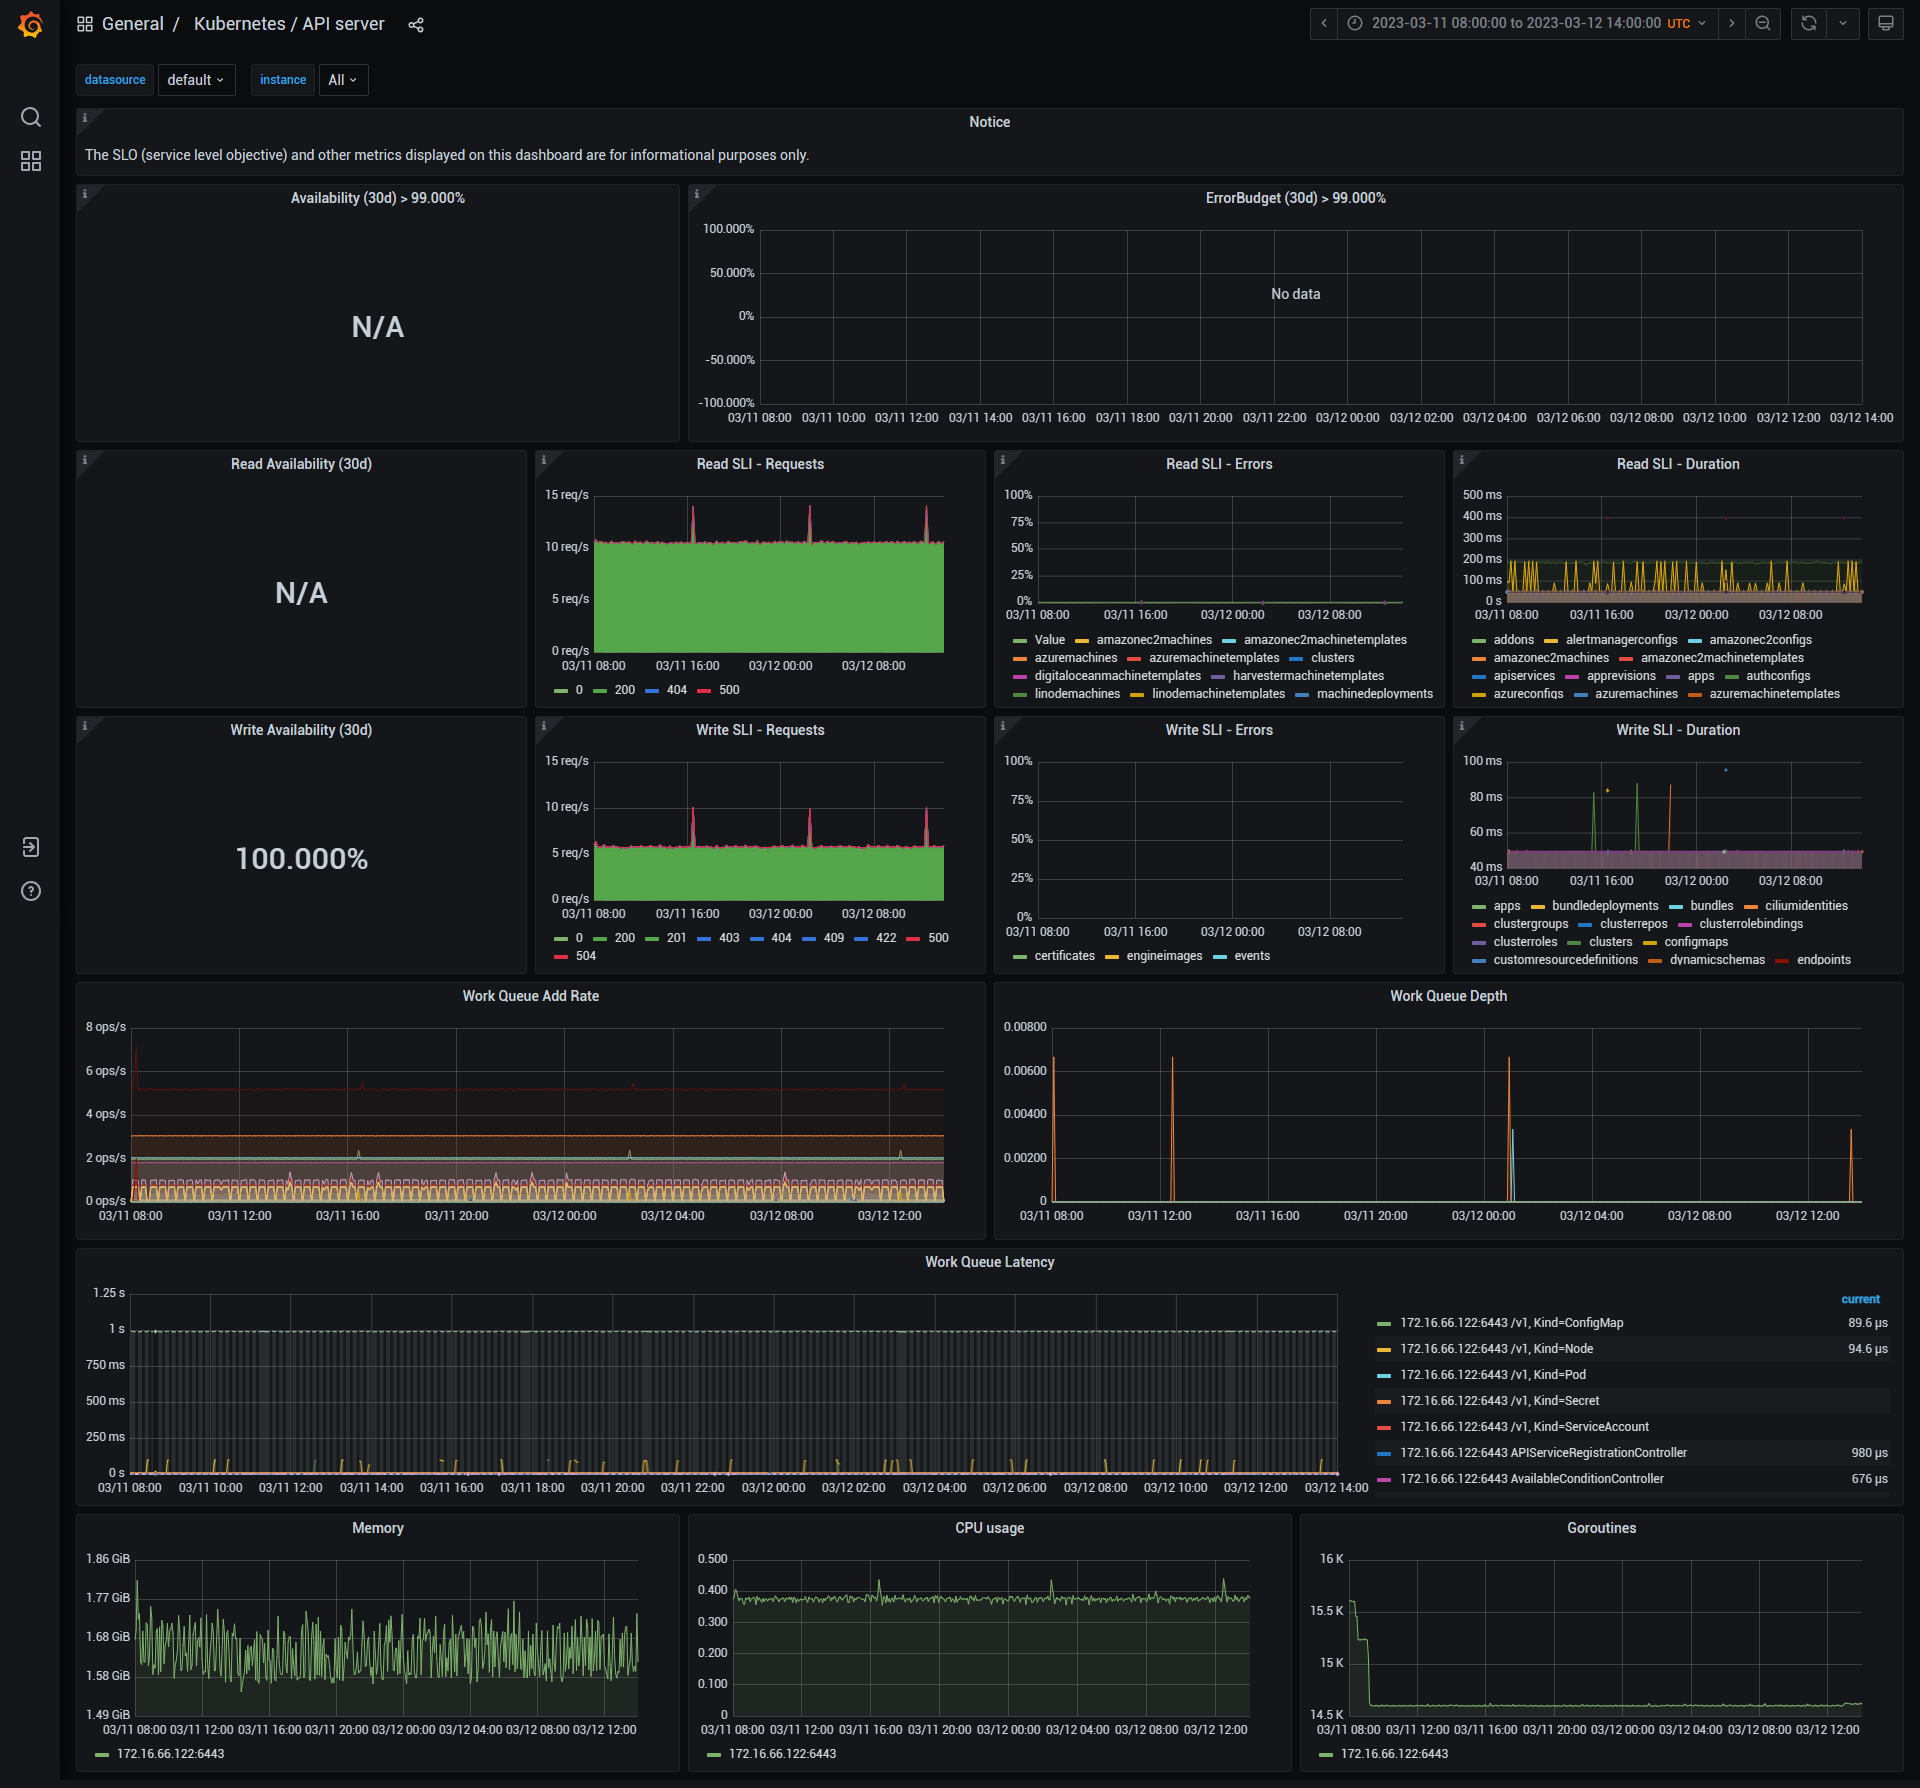 General / Kubernetes / API server
2023-03-11 08:00:00 to 2023-03-12 14:00:00 UTC
datasource default instance All
Notice
The SLO (service level objective) and other metrics displayed on this dashboard are for informational purposes only.
Availability (30d) > 99.000%
N/A
ErrorBudget (30d) > 99.000%
100.000%
50.000%
No data
0%
-50.000%
-100.000%
03/11 08:00 03/11 10:00 03/11 12:00 03/11 14:00 03/11 16:00 03/11 18:00 03/11 20:00 03/11 22:00 03/12 00:00 03/12 02:00 03/12 04:00 03/12 06:00 03/12 08:00 03/12 10:00 03/12 12:00 03/12 14:00
Read Availability (30d)
N/A
Read SLI - Requests
15 req/s
10 req/s
5 req/s
0 req/s
03/11 08:00 03/11 16:00 03/12 00:00 03/12 08:00
0 200 404 500
Read SLI - Errors
100%
75%
50%
25%
0%
03/11 08:00 03/11 16:00 03/12 00:00 03/12 08:00
Value amazonec2machines amazonec2machinetemplates
azuremachines azuremachinetemplates clusters
digitaloceanmachinetemplates harvestermachinetemplates
linodemachines linodemachinetemplates machinedeployments
Read SLI - Duration
500 ms
400 ms
300 ms
200 ms
100 ms
0 s
03/11 08:00 03/11 16:00 03/12 00:00 03/12 08:00
addons alertmanagerconfigs amazonec2configs
amazonec2machines amazonec2machinetemplates
apiservices apprevisions apps authconfigs
azureconfigs azuremachines azuremachinetemplates
Write Availability (30d)
100.000%
Write SLI - Requests
15 req/s
10 req/s
5 req/s
0 req/s
03/11 08:00 03/11 16:00 03/12 00:00 03/12 08:00
0 200 201 403 404 409 422 500
504
Write SLI - Errors
100%
75%
50%
25%
0%
03/11 08:00 03/11 16:00 03/12 00:00 03/12 08:00
certificates engineimages events
Write SLI - Duration
100 ms
80 ms
60 ms
40 ms
03/11 08:00 03/11 16:00 03/12 00:00 03/12 08:00
apps bundledeployments bundles ciliumidentities
clustergroups clusterrepos clusterrolebindings
clusterroles clusters configmaps
customresourcedefinitions dynamicschemas endpoints
Work Queue Add Rate
8 ops/s
6 ops/s
4 ops/s
2 ops/s
0 ops/s
03/11 08:00 03/11 12:00 03/11 16:00 03/11 20:00 03/12 00:00 03/12 04:00 03/12 08:00 03/12 12:00
Work Queue Depth
0.00800
0.00600
0.00400
0.00200
0
03/11 08:00 03/11 12:00 03/11 16:00 03/11 20:00 03/12 00:00 03/12 04:00 03/12 08:00 03/12 12:00
Work Queue Latency
1.25 s
1 s
750 ms
500 ms
250 ms
0 s
03/11 08:00 03/11 10:00 03/11 12:00 03/11 14:00 03/11 16:00 03/11 18:00 03/11 20:00 03/11 22:00 03/12 00:00 03/12 02:00 03/12 04:00 03/12 06:00 03/12 08:00 03/12 10:00 03/12 12:00 03/12 14:00
current
172.16.66.122:6443 /v1, Kind=ConfigMap 89.6 µs
172.16.66.122:6443 /v1, Kind=Node 94.6 µs
172.16.66.122:6443 /v1, Kind=Pod
172.16.66.122:6443 /v1, Kind=Secret
172.16.66.122:6443 /v1, Kind=ServiceAccount
172.16.66.122:6443 APIServiceRegistrationController 980 µs
172.16.66.122:6443 AvailableConditionController 676 µs
Memory
1.86 GiB
1.77 GiB
1.68 GiB
1.58 GiB
1.49 GiB
03/11 08:00 03/11 12:00 03/11 16:00 03/11 20:00 03/12 00:00 03/12 04:00 03/12 08:00 03/12 12:00
172.16.66.122:6443
CPU usage
0.500
0.400
0.300
0.200
0.100
0
03/11 08:00 03/11 12:00 03/11 16:00 03/11 20:00 03/12 00:00 03/12 04:00 03/12 08:00 03/12 12:00
172.16.66.122:6443
Goroutines
16 K
15.5 K
15 K
14.5 K
03/11 08:00 03/11 12:00 03/11 16:00 03/11 20:00 03/12 00:00 03/12 04:00 03/12 08:00 03/12 12:00
172.16.66.122:6443